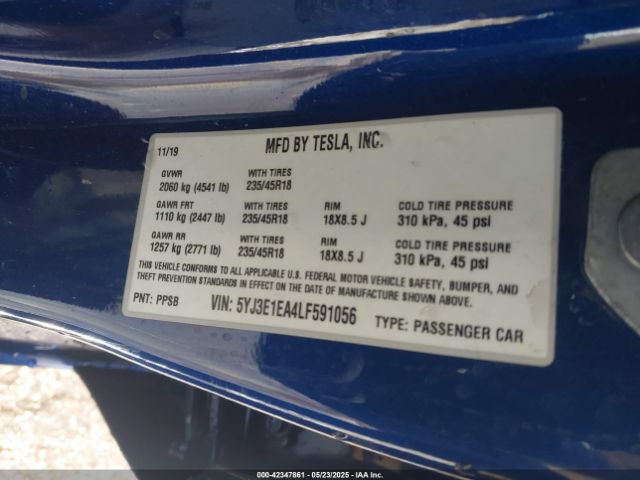 11/19 MFD BY TESLA, INC.
GVWR WITH TIRES
2060 kg (4541 lb) 235/45R18
GAWR FRT WITH TIRES RIM COLD TIRE PRESSURE
1110 kg (2447 lb) 235/45R18 18X8.5 J 310 kPa, 45 psi
GAWR RR WITH TIRES RIM COLD TIRE PRESSURE
1257 kg (2771 lb) 235/45R18 18X8.5 J 310 kPa, 45 psi
THIS VEHICLE CONFORMS TO ALL APPLICABLE U.S. FEDERAL MOTOR VEHICLE SAFETY, BUMPER, AND
THEFT PREVENTION STANDARDS IN EFFECT ON THE DATE OF MANUFACTURE SHOWN ABOVE.
PNT: PPSB VIN: 5YJ3E1EA4LF591056 TYPE: PASSENGER CAR
000-42347861 - 05/23/2025 - IAAI, Inc.